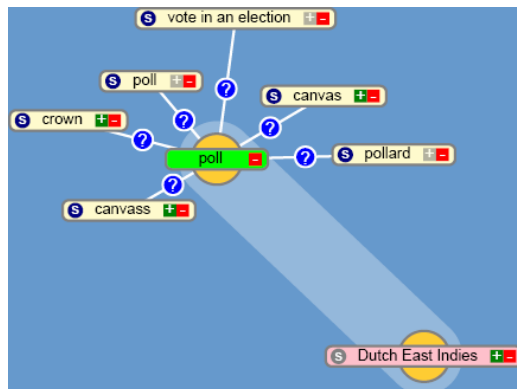 S vote in an election + -
S poll + -
S canvas + -
S crown + -
?
?
?
?
poll -
?
S pollard + -
?
S canvass + -
S Dutch East Indies + -